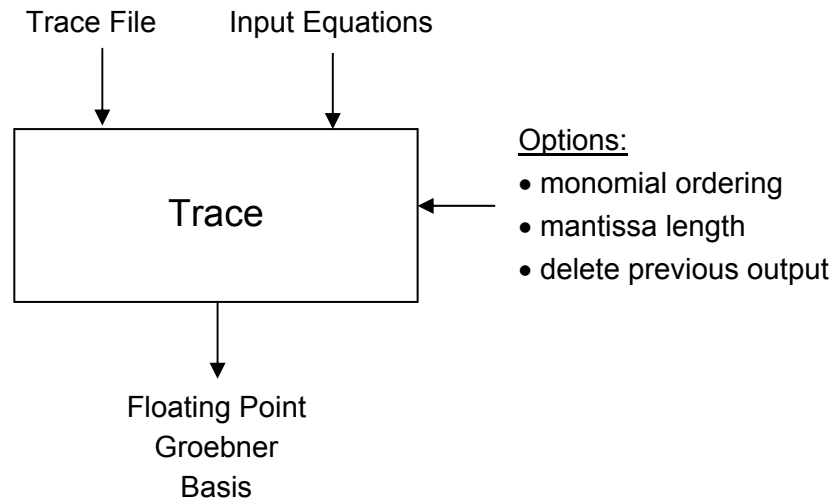 Trace File
Input Equations
Trace
Options:
• monomial ordering
• mantissa length
• delete previous output
Floating Point
Groebner
Basis